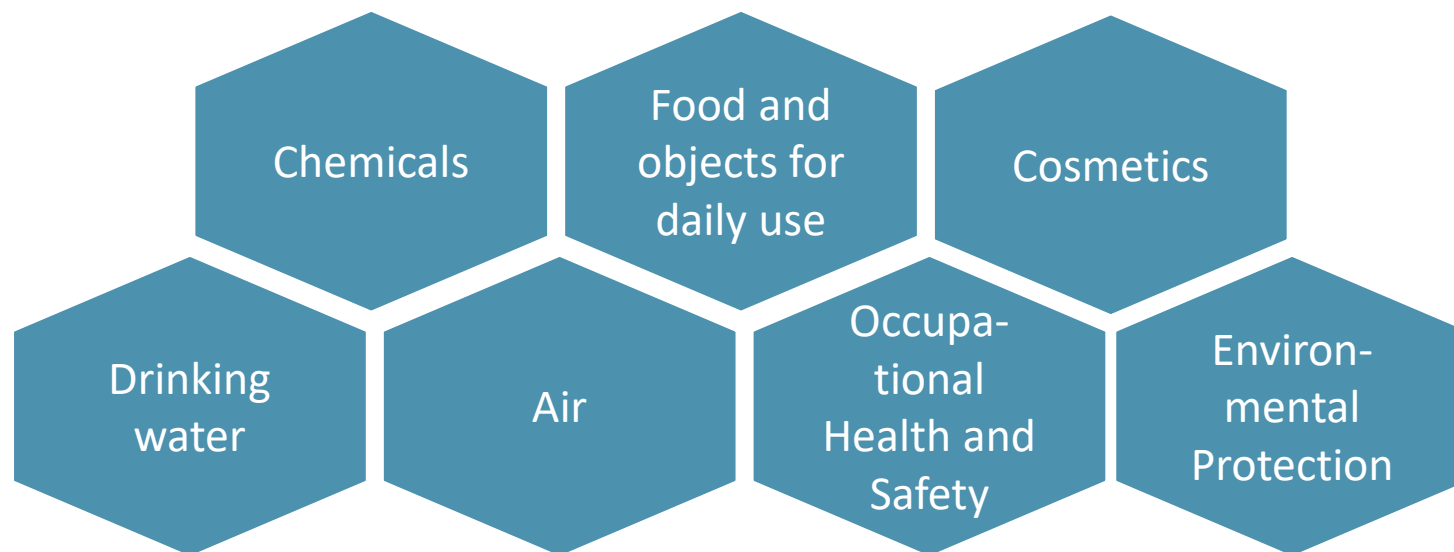 Chemicals
Food and
objects for
daily use
Cosmetics
Drinking
water
Air
Occupa-
tional
Health and
Safety
Environ-
mental
Protection